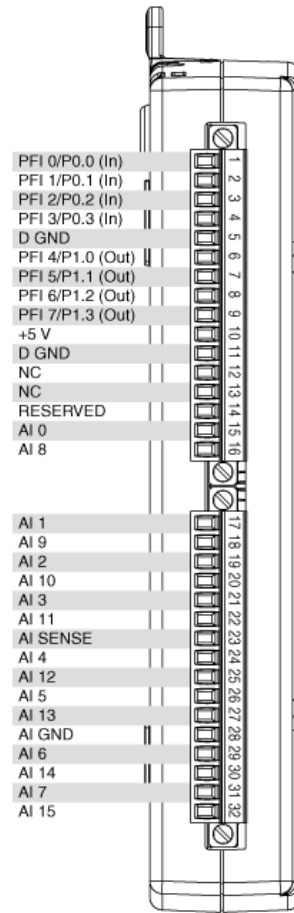 PFI 0/P0.0 (In) 1
PFI 1/P0.1 (In) 2
PFI 2/P0.2 (In) 3
PFI 3/P0.3 (In) 4
D GND 5
PFI 4/P1.0 (Out) 6
PFI 5/P1.1 (Out) 7
PFI 6/P1.2 (Out) 8
PFI 7/P1.3 (Out) 9
+5 V 10
D GND 11
NC 12
NC 13
RESERVED 14
AI 0 15
AI 8 16
AI 1 17
AI 9 18
AI 2 19
AI 10 20
AI 3 21
AI 11 22
AI SENSE 23
AI 4 24
AI 12 25
AI 5 26
AI 13 27
AI GND 28
AI 6 29
AI 14 30
AI 7 31
AI 15 32